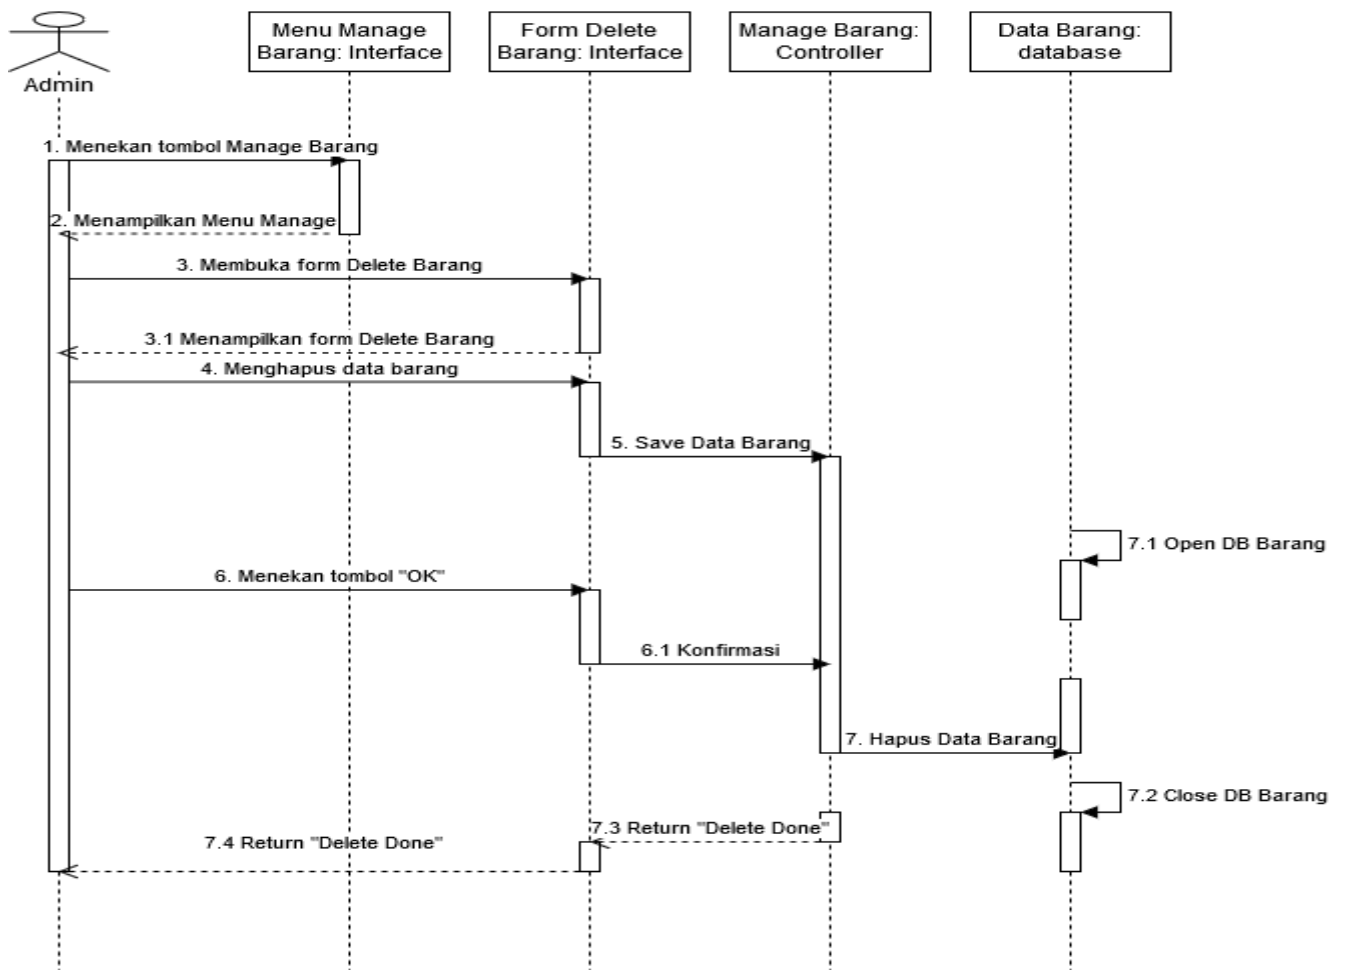 Menu Manage
Barang: Interface
Form Delete
Barang: Interface
Manage Barang:
Controller
Data Barang:
database
Admin
1. Menekan tombol Manage Barang
2. Menampilkan Menu Manage
3. Membuka form Delete Barang
3.1 Menampilkan form Delete Barang
4. Menghapus data barang
5. Save Data Barang
7.1 Open DB Barang
6. Menekan tombol "OK"
6.1 Konfirmasi
7. Hapus Data Barang
7.2 Close DB Barang
7.3 Return "Delete Done"
7.4 Return "Delete Done"